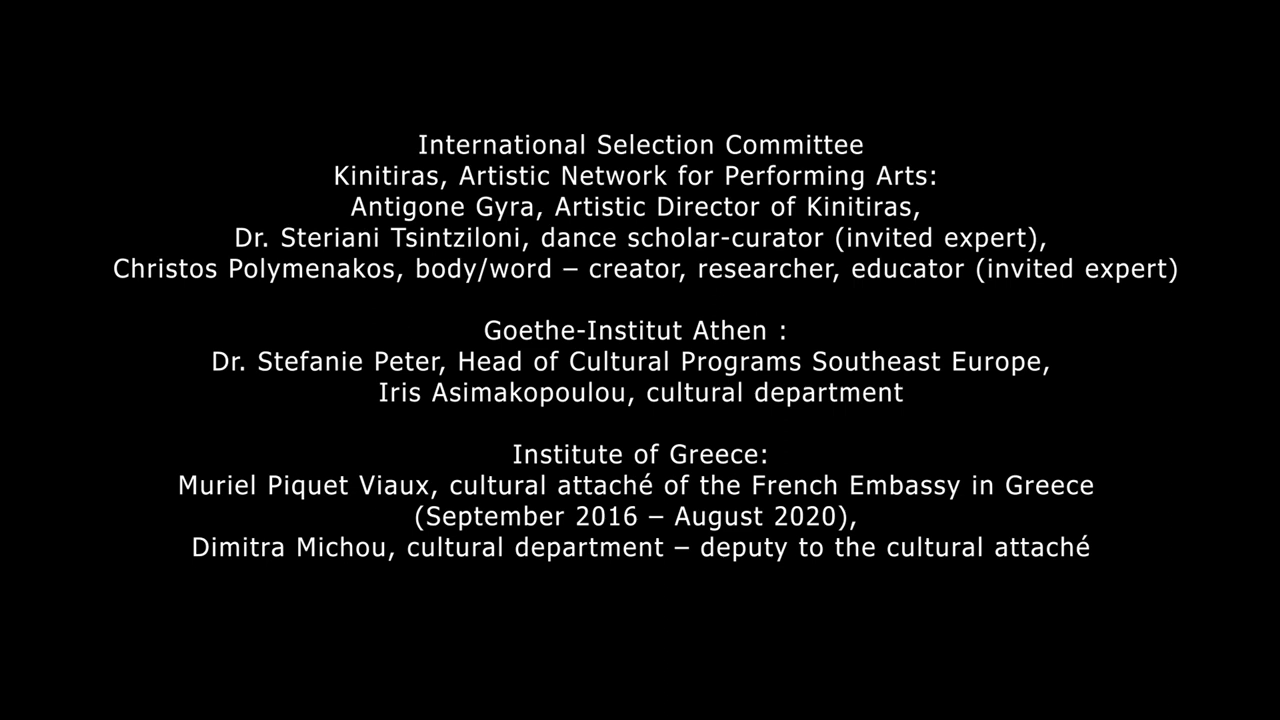 International Selection Committee
Kinitiras, Artistic Network for Performing Arts:
Antigone Gyra, Artistic Director of Kinitiras,
Dr. Steriani Tsintziloni, dance scholar-curator (invited expert),
Christos Polymenakos, body/word – creator, researcher, educator (invited expert)
Goethe-Institut Athen :
Dr. Stefanie Peter, Head of Cultural Programs Southeast Europe,
Iris Asimakopoulou, cultural department
Institute of Greece:
Muriel Piquet Viaux, cultural attaché of the French Embassy in Greece
(September 2016 – August 2020),
Dimitra Michou, cultural department – deputy to the cultural attaché